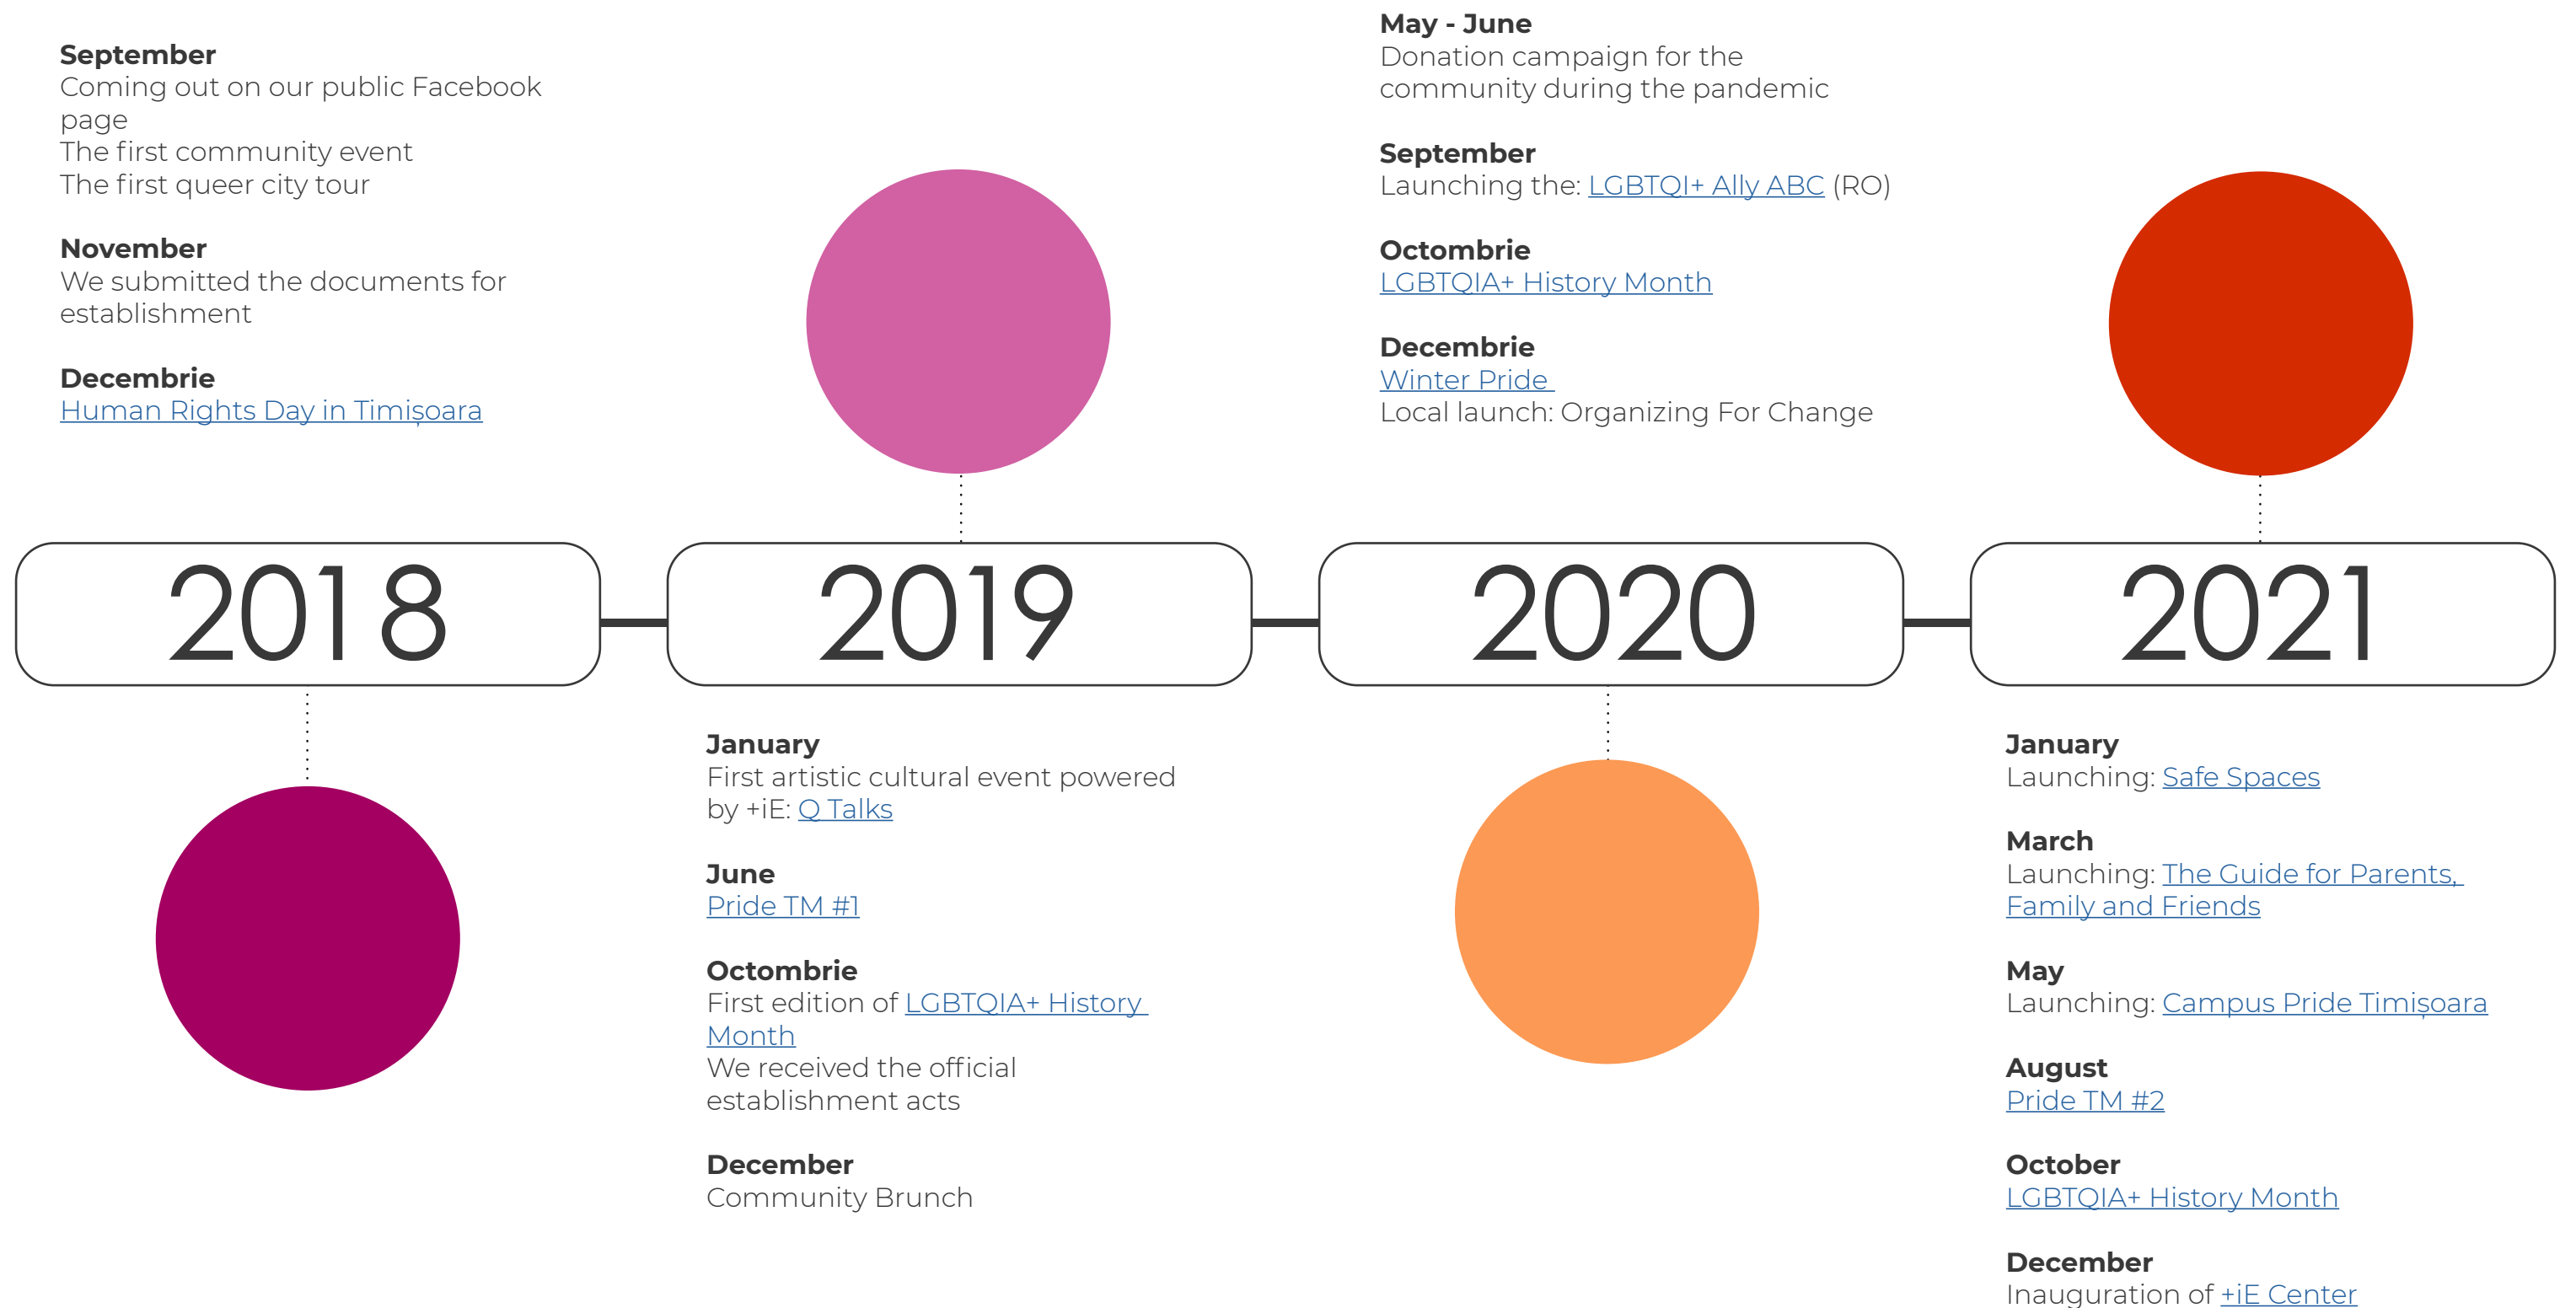 September
Coming out on our public Facebook
page
The first community event
The first queer city tour
November
We submitted the documents for
establishment
Decembrie
Human Rights Day in Timișoara
2018
2019
January
First artistic cultural event powered
by +iE: Q Talks
June
Pride TM #1
Octombrie
First edition of LGBTQIA+ History
Month
We received the official
establishment acts
December
Community Brunch
May - June
Donation campaign for the
community during the pandemic
September
Launching the: LGBTQI+ Ally ABC (RO)
Octombrie
LGBTQIA+ History Month
Decembrie
Winter Pride
Local launch: Organizing For Change
2020
2021
January
Launching: Safe Spaces
March
Launching: The Guide for Parents,
Family and Friends
May
Launching: Campus Pride Timișoara
August
Pride TM #2
October
LGBTQIA+ History Month
December
Inauguration of +iE Center